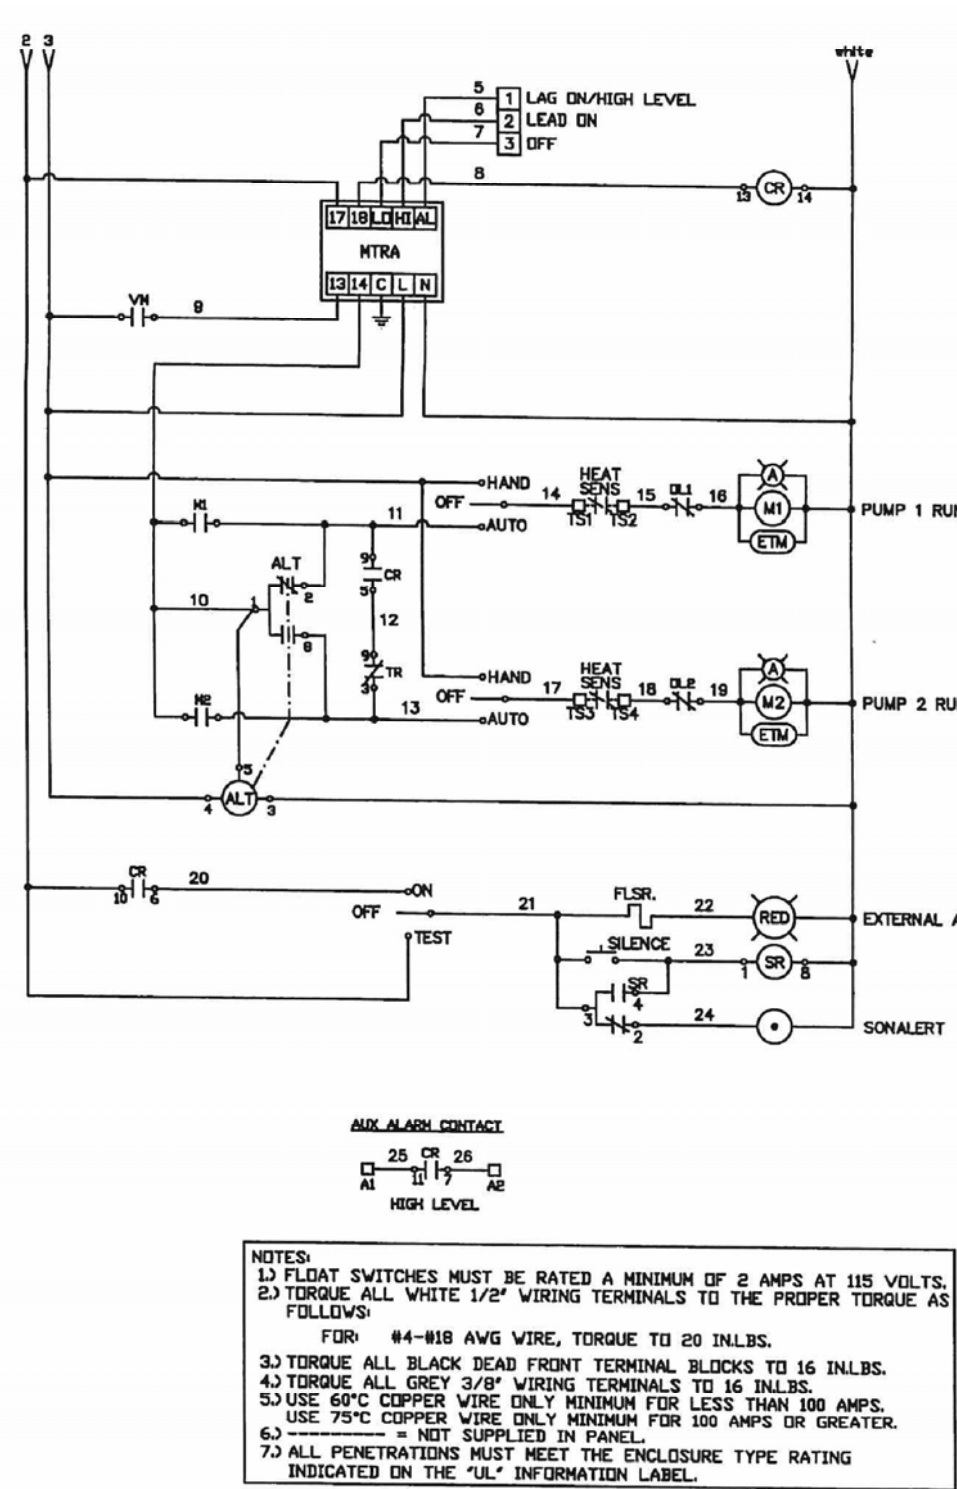 2 3
white
5
1 LAG ON/HIGH LEVEL
6
2 LEAD ON
7
3 OFF
8
13 CR 14
17 18 LO HI AL
MTRA
13 14 C L N
VM
9
HAND
HEAT
SENS
OFF
14
TS1 TS2
15
OL1
16
A
M1
ETM
PUMP 1 RU
M1
11
AUTO
ALT
2
9
CR
5
10
1
12
8
9
TR
3
HAND
HEAT
SENS
OFF
17
TS3 TS4
18
OL2
19
A
M2
ETM
PUMP 2 RU
M2
13
AUTO
5
4 ALT 3
CR
10 6
20
ON
OFF
21
FLSR.
22
RED
EXTERNAL A
TEST
SILENCE
23
1 SR 8
SR
4
3
2
24
SONALERT
AUX ALARM CONTACT
25 CR 26
A1 11 7 A2
HIGH LEVEL
NOTES:
1.) FLOAT SWITCHES MUST BE RATED A MINIMUM OF 2 AMPS AT 115 VOLTS.
2.) TORQUE ALL WHITE 1/2" WIRING TERMINALS TO THE PROPER TORQUE AS
FOLLOWS:
FOR: #4-#18 AWG WIRE, TORQUE TO 20 IN.LBS.
3.) TORQUE ALL BLACK DEAD FRONT TERMINAL BLOCKS TO 16 IN.LBS.
4.) TORQUE ALL GREY 3/8" WIRING TERMINALS TO 16 IN.LBS.
5.) USE 60°C COPPER WIRE ONLY MINIMUM FOR LESS THAN 100 AMPS.
USE 75°C COPPER WIRE ONLY MINIMUM FOR 100 AMPS OR GREATER.
6.) --------- = NOT SUPPLIED IN PANEL.
7.) ALL PENETRATIONS MUST MEET THE ENCLOSURE TYPE RATING
INDICATED ON THE "UL" INFORMATION LABEL.